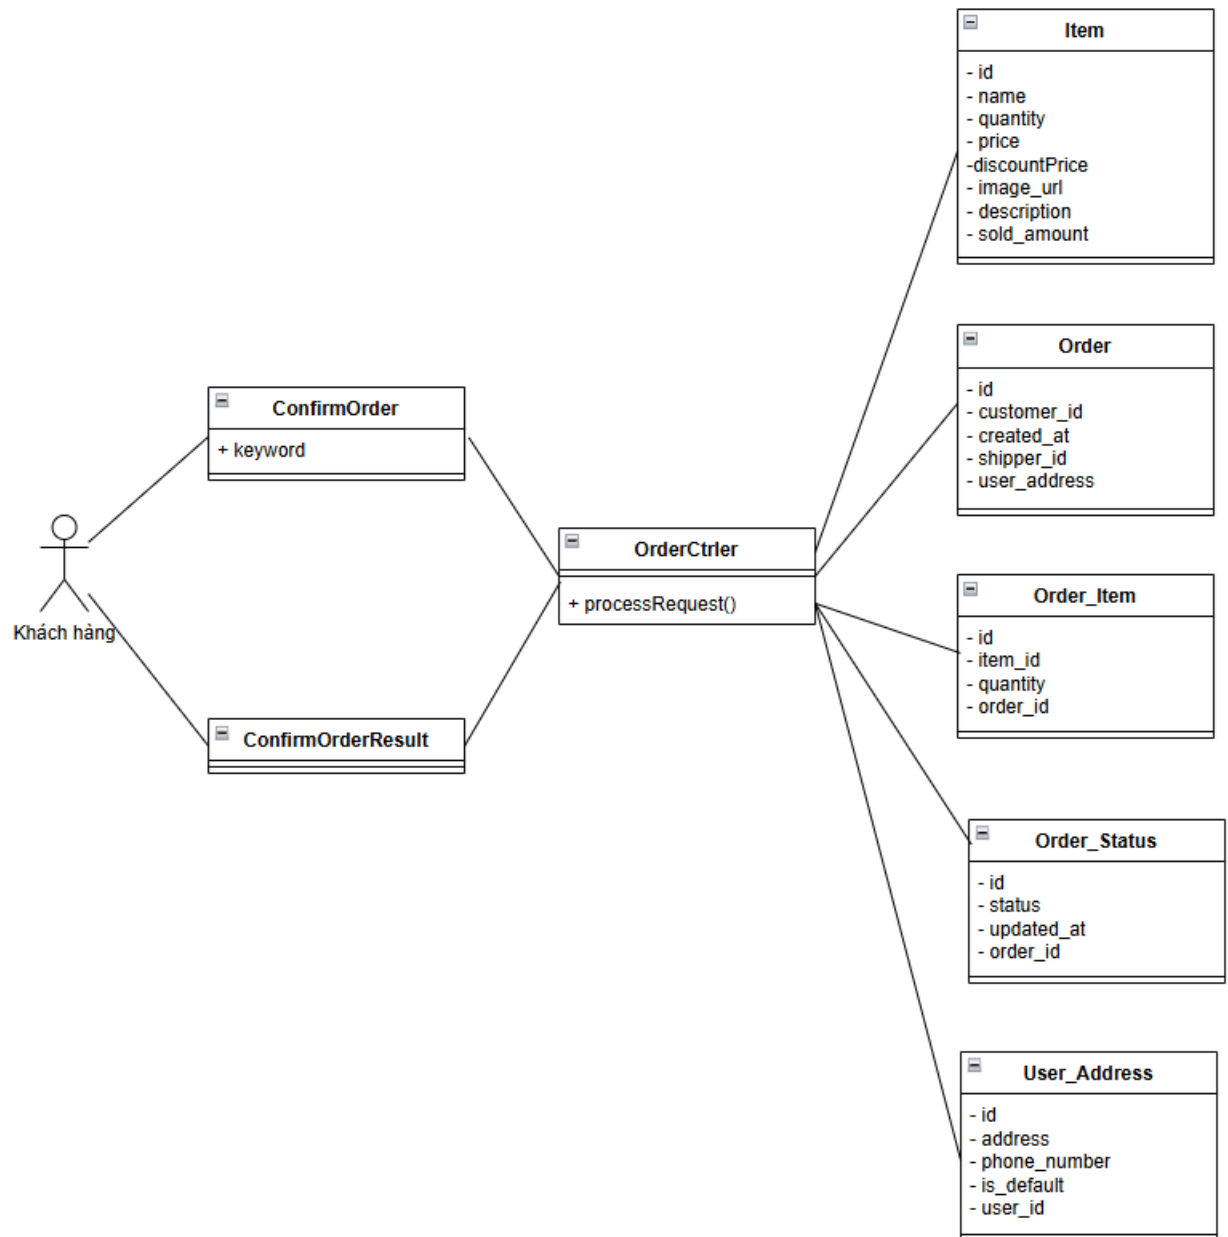 Item
- id
- name
- quantity
- price
-discountPrice
- image_url
- description
- sold_amount
Order
- id
- customer_id
- created_at
- shipper_id
- user_address
ConfirmOrder
+ keyword
OrderCtrler
+ processRequest()
Khách hàng
Order_Item
- id
- item_id
- quantity
- order_id
ConfirmOrderResult
Order_Status
- id
- status
- updated_at
- order_id
User_Address
- id
- address
- phone_number
- is_default
- user_id